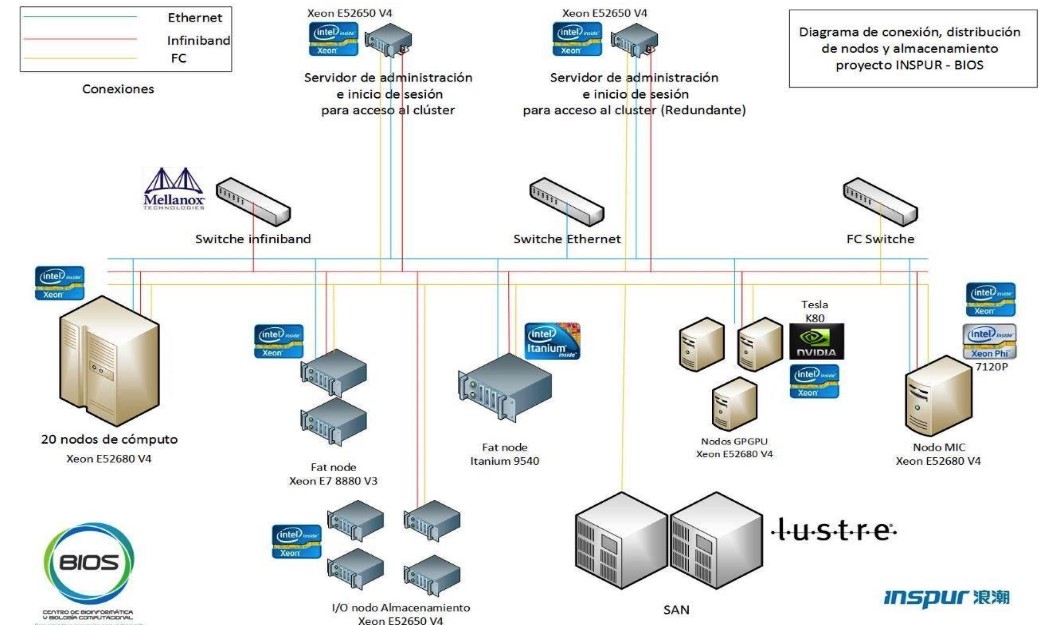 Ethernet
Infiniband
FC
Conexiones
Xeon E52650 V4
intel inside
Xeon
Servidor de administración
e inicio de sesión
para acceso al clúster
Xeon E52650 V4
intel inside
Xeon
Servidor de administración
e inicio de sesión
para acceso al cluster (Redundante)
Diagrama de conexión, distribución
de nodos y almacenamiento
proyecto INSPUR - BIOS
Mellanox
TECHNOLOGIES
Switche infiniband
Switche Ethernet
FC Switche
intel inside
Xeon
20 nodos de cómputo
Xeon E52680 V4
intel inside
Xeon
Fat node
Xeon E7 8880 V3
intel
Itanium
inside
Fat node
Itanium 9540
Tesla
K80
NVIDIA
intel inside
Xeon
Nodos GPGPU
Xeon E52680 V4
intel inside
Xeon
intel inside
Xeon Phi
7120P
Nodo MIC
Xeon E52680 V4
intel inside
Xeon
I/O nodo Almacenamiento
Xeon E52650 V4
SAN
l·u·s·t·r·e·
BIOS
CENTRO DE BIOINFORMÁTICA
Y BIOLOGÍA COMPUTACIONAL
inspur 浪潮